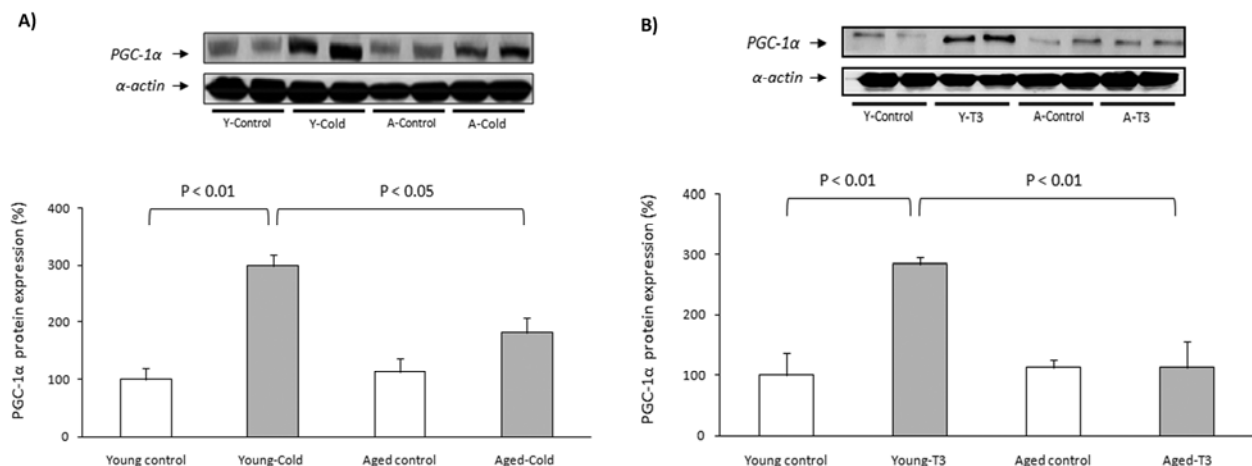 A)
PGC-1α
α-actin
Y-Control Y-Cold A-Control A-Cold
P < 0.01 P < 0.05
PGC-1α protein expression (%)
400
300
200
100
0
Young control Young-Cold Aged control Aged-Cold
B)
PGC-1α
α-actin
Y-Control Y-T3 A-Control A-T3
P < 0.01 P < 0.01
PGC-1α protein expression (%)
400
300
200
100
0
Young control Young-T3 Aged control Aged-T3